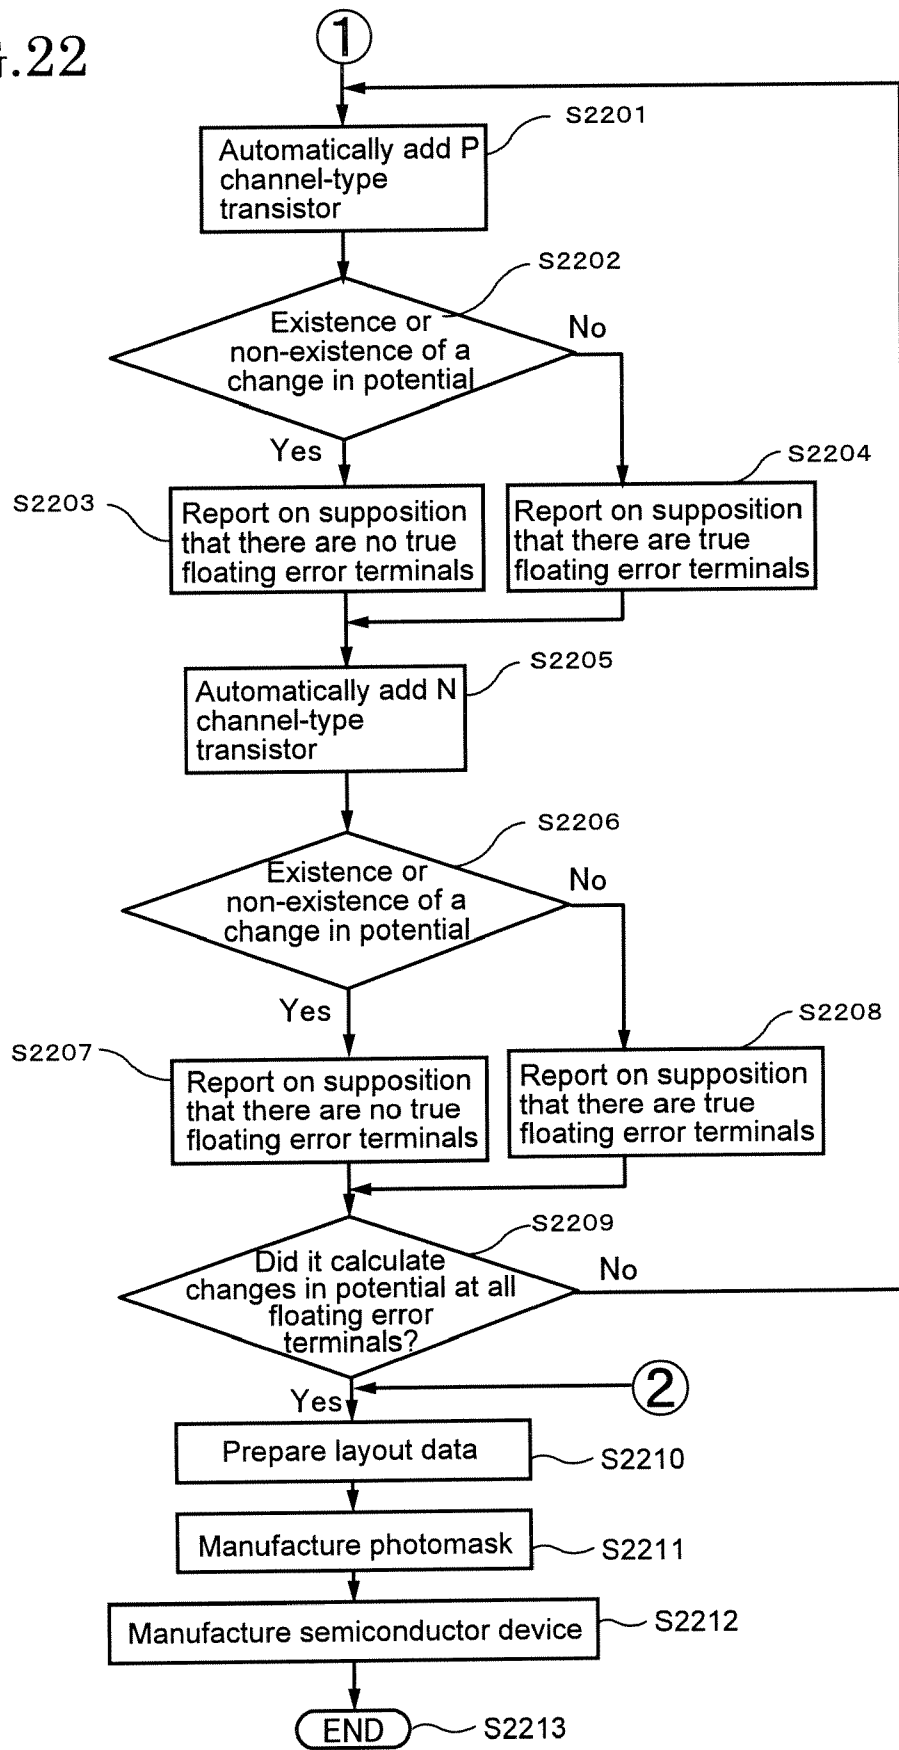 .22
1
S2201
Automatically add P
channel-type
transistor
S2202
Existence or
non-existence of a
change in potential
No
Yes
S2203
S2204
Report on supposition
that there are no true
floating error terminals
Report on supposition
that there are true
floating error terminals
S2205
Automatically add N
channel-type
transistor
S2206
Existence or
non-existence of a
change in potential
No
Yes
S2207
S2208
Report on supposition
that there are no true
floating error terminals
Report on supposition
that there are true
floating error terminals
S2209
Did it calculate
changes in potential at all
floating error
terminals?
No
2
Yes
Prepare layout data
S2210
Manufacture photomask
S2211
Manufacture semiconductor device
S2212
END
S2213